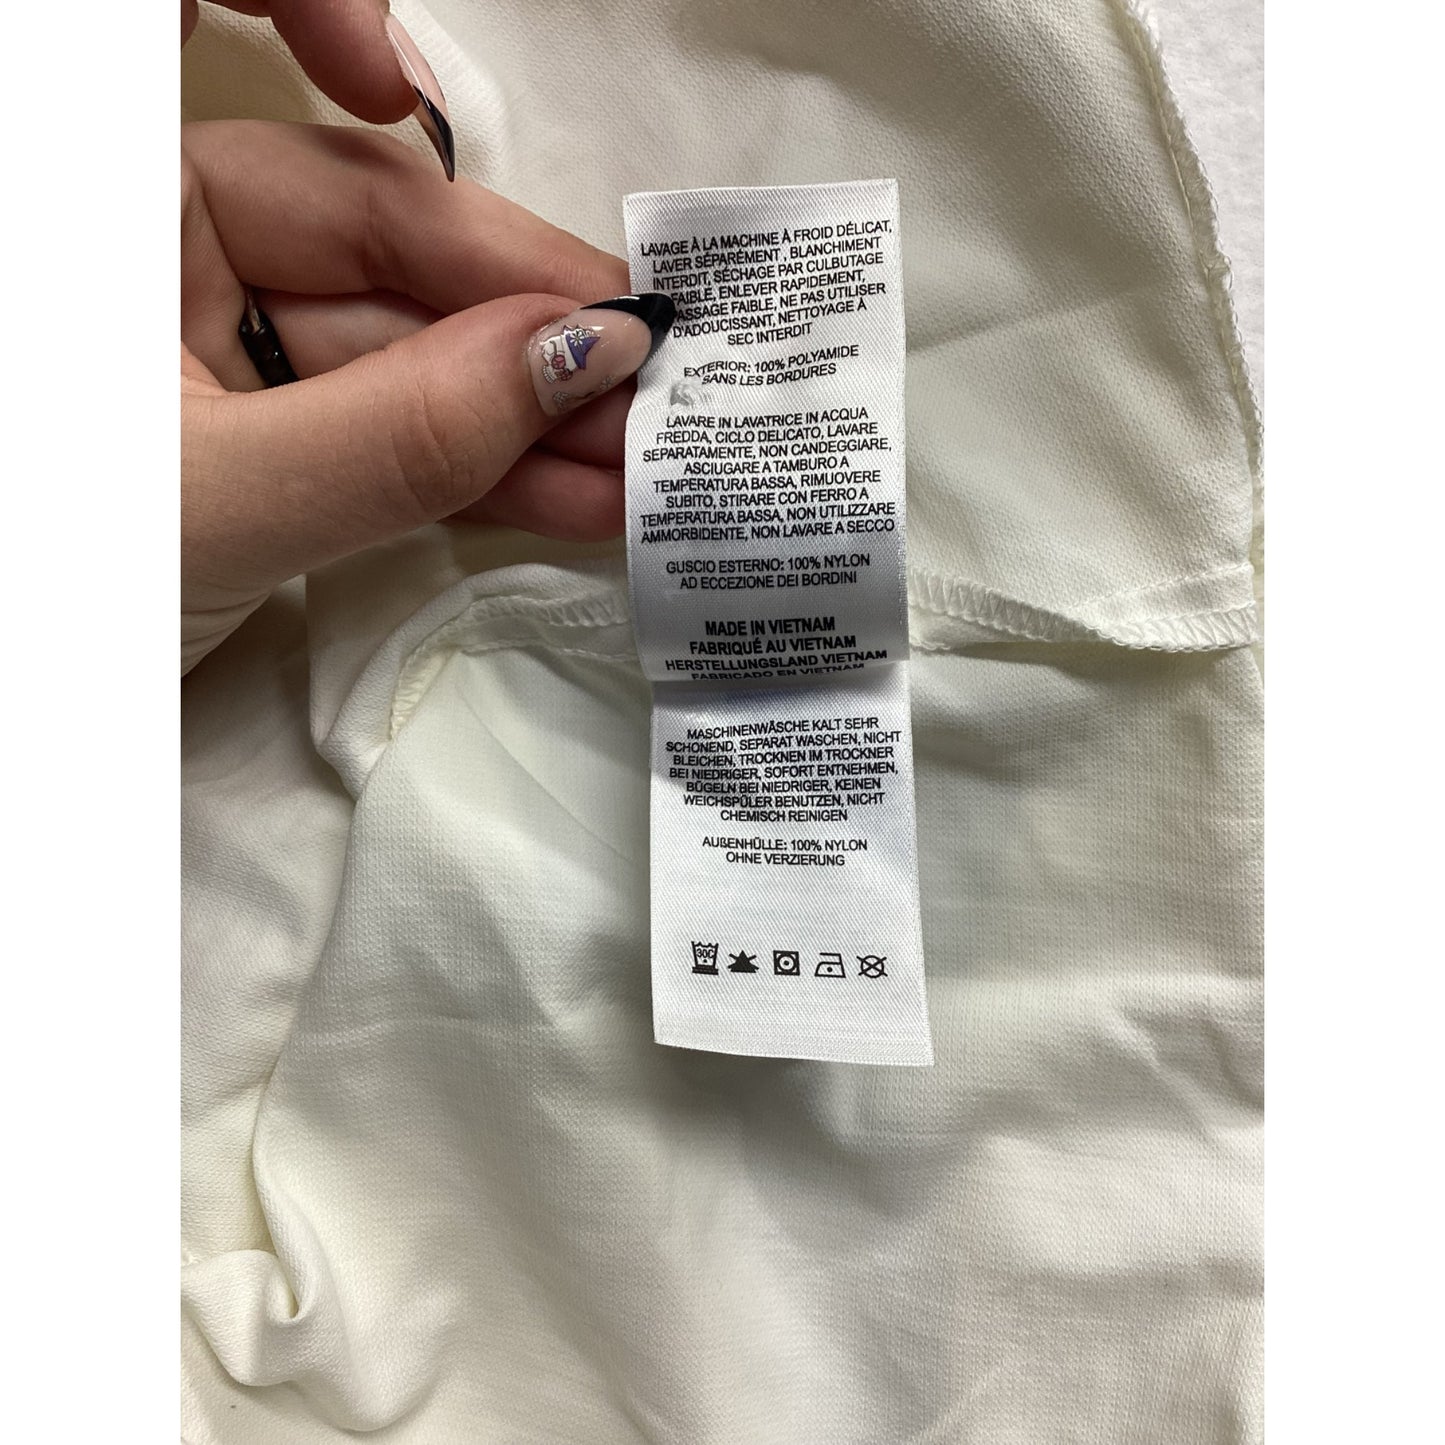 LAVAGE À LA MACHINE À FROID DÉLICAT,
LAVER SÉPARÉMENT , BLANCHIMENT
INTERDIT, SÉCHAGE PAR CULBUTAGE
FAIBLE, ENLEVER RAPIDEMENT,
PASSAGE FAIBLE, NE PAS UTILISER
D'ADOUCISSANT, NETTOYAGE À
SEC INTERDIT
EXTERIOR: 100% POLYAMIDE
SANS LES BORDURES
LAVARE IN LAVATRICE IN ACQUA
FREDDA, CICLO DELICATO, LAVARE
SEPARATAMENTE, NON CANDEGGIARE,
ASCIUGARE A TAMBURO A
TEMPERATURA BASSA, RIMUOVERE
SUBITO, STIRARE CON FERRO A
TEMPERATURA BASSA, NON UTILIZZARE
AMMORBIDENTE, NON LAVARE A SECCO
GUSCIO ESTERNO: 100% NYLON
AD ECCEZIONE DEI BORDINI
MADE IN VIETNAM
FABRIQUÉ AU VIETNAM
HERSTELLUNGSLAND VIETNAM
FABRICADO EN VIETNAM
MASCHINENWÄSCHE KALT SEHR
SCHONEND, SEPARAT WASCHEN, NICHT
BLEICHEN, TROCKNEN IM TROCKNER
BEI NIEDRIGER, SOFORT ENTNEHMEN,
BÜGELN BEI NIEDRIGER, KEINEN
WEICHSPÜLER BENUTZEN, NICHT
CHEMISCH REINIGEN
AUßENHÜLLE: 100% NYLON
OHNE VERZIERUNG
30C